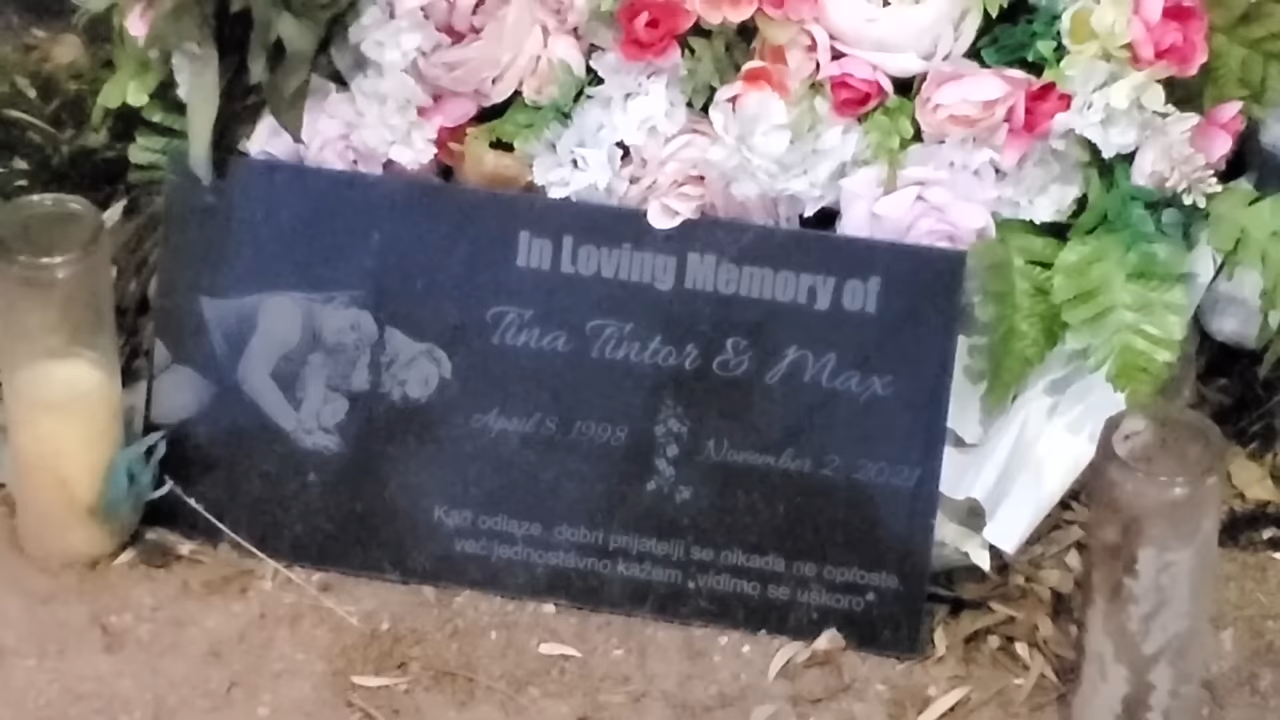 In Loving Memory of
Tina Tintor & Max
April 8, 1998 November 2, 2021
Kad odlaze, dobri prijatelji se nikada ne oproste,
već jednostavno kažem „vidimo se uskoro“